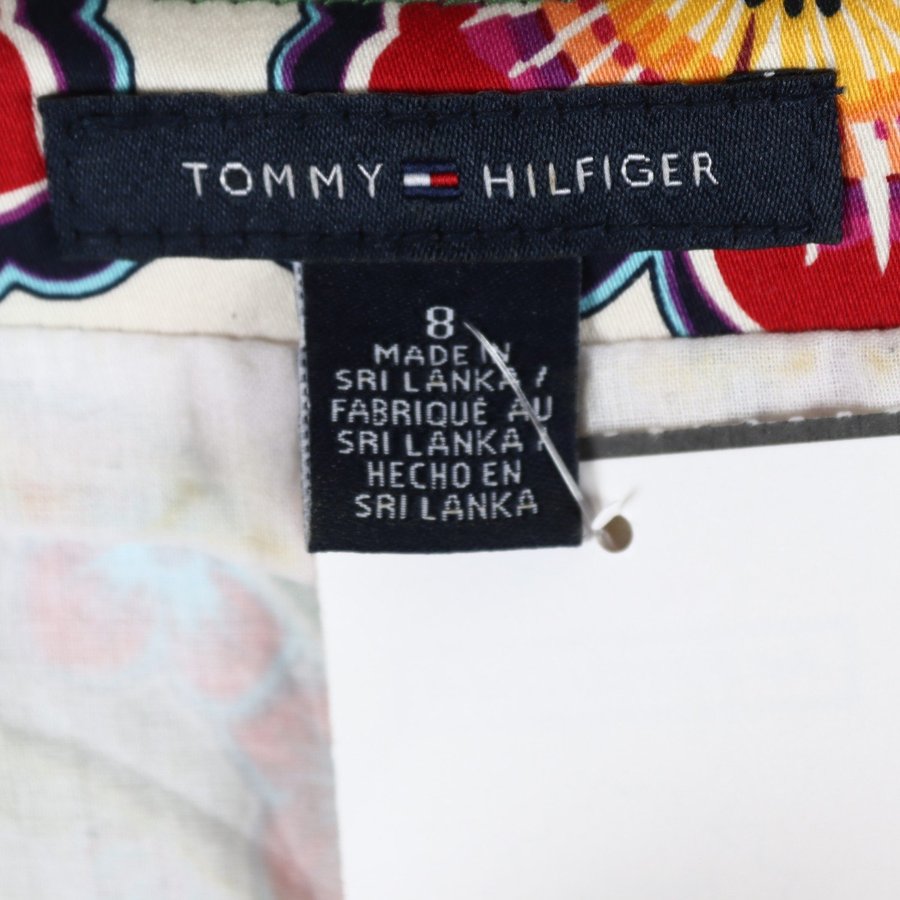 TOMMY HILFIGER
8
MADE IN
SRI LANKA /
FABRIQUÉ AU
SRI LANKA /
HECHO EN
SRI LANKA